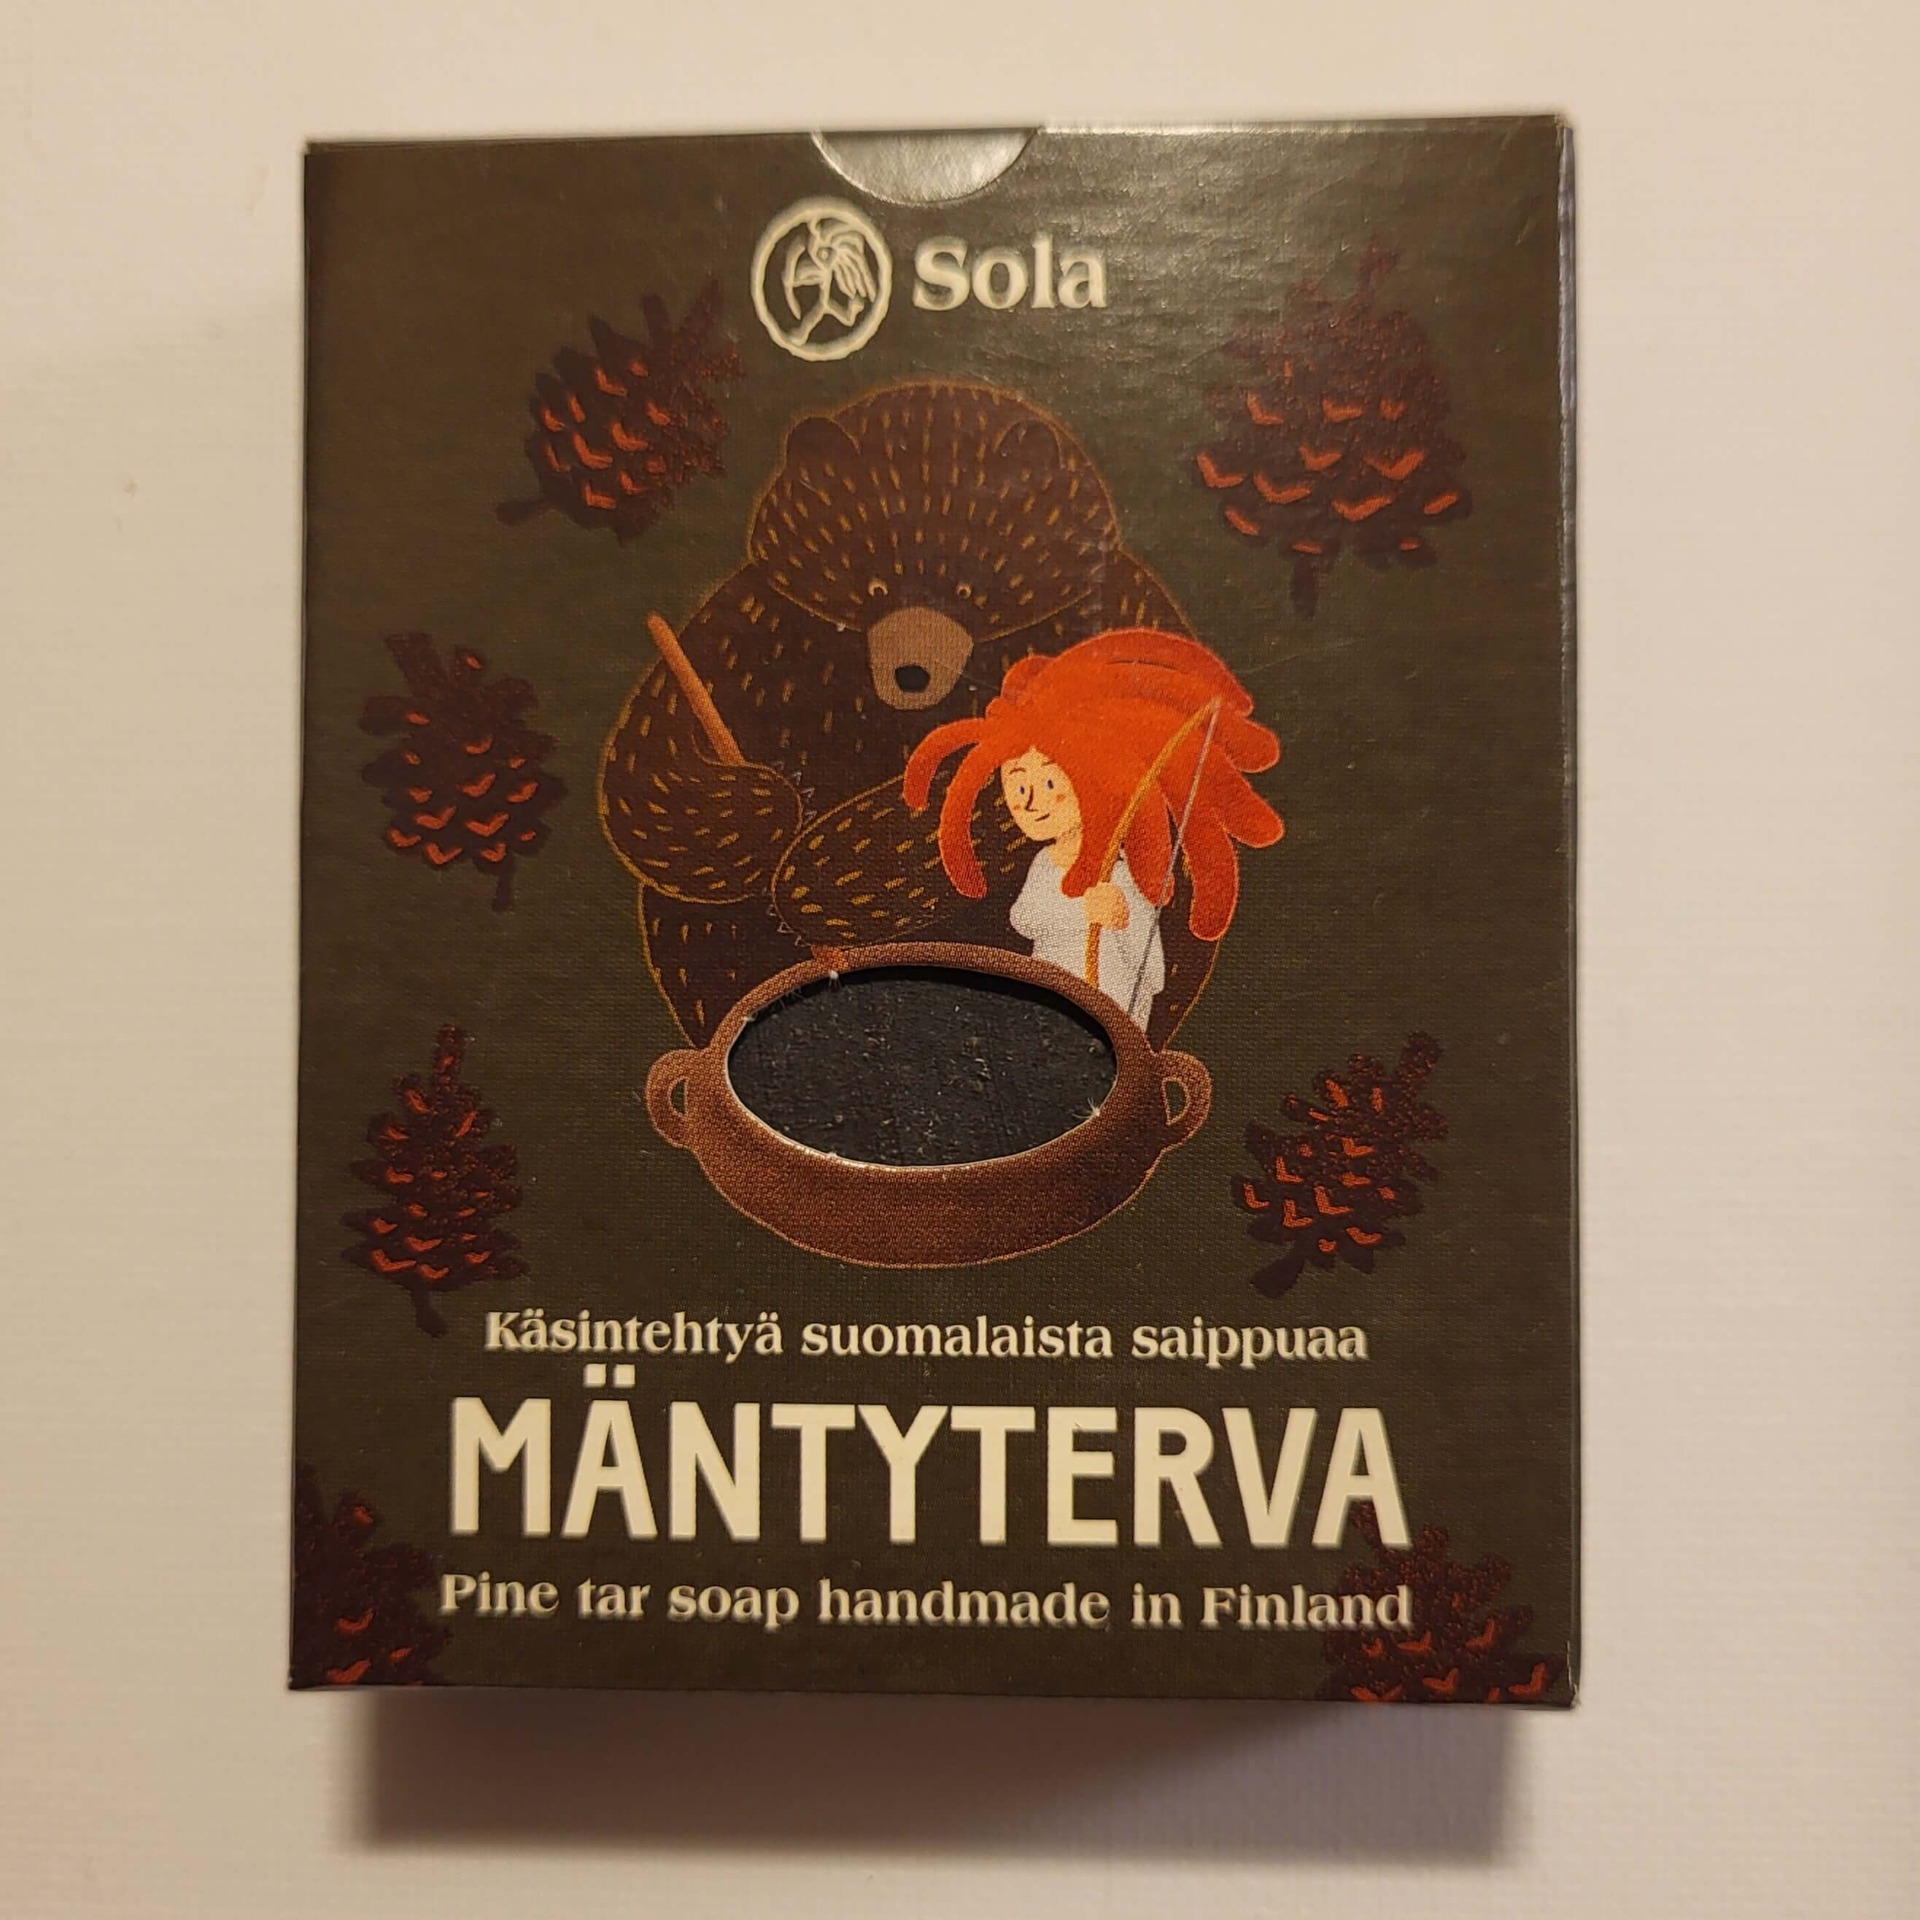 Sola
Käsintehtyä suomalaista saippuaa
MÄNTYTERVA
Pine tar soap handmade in Finland